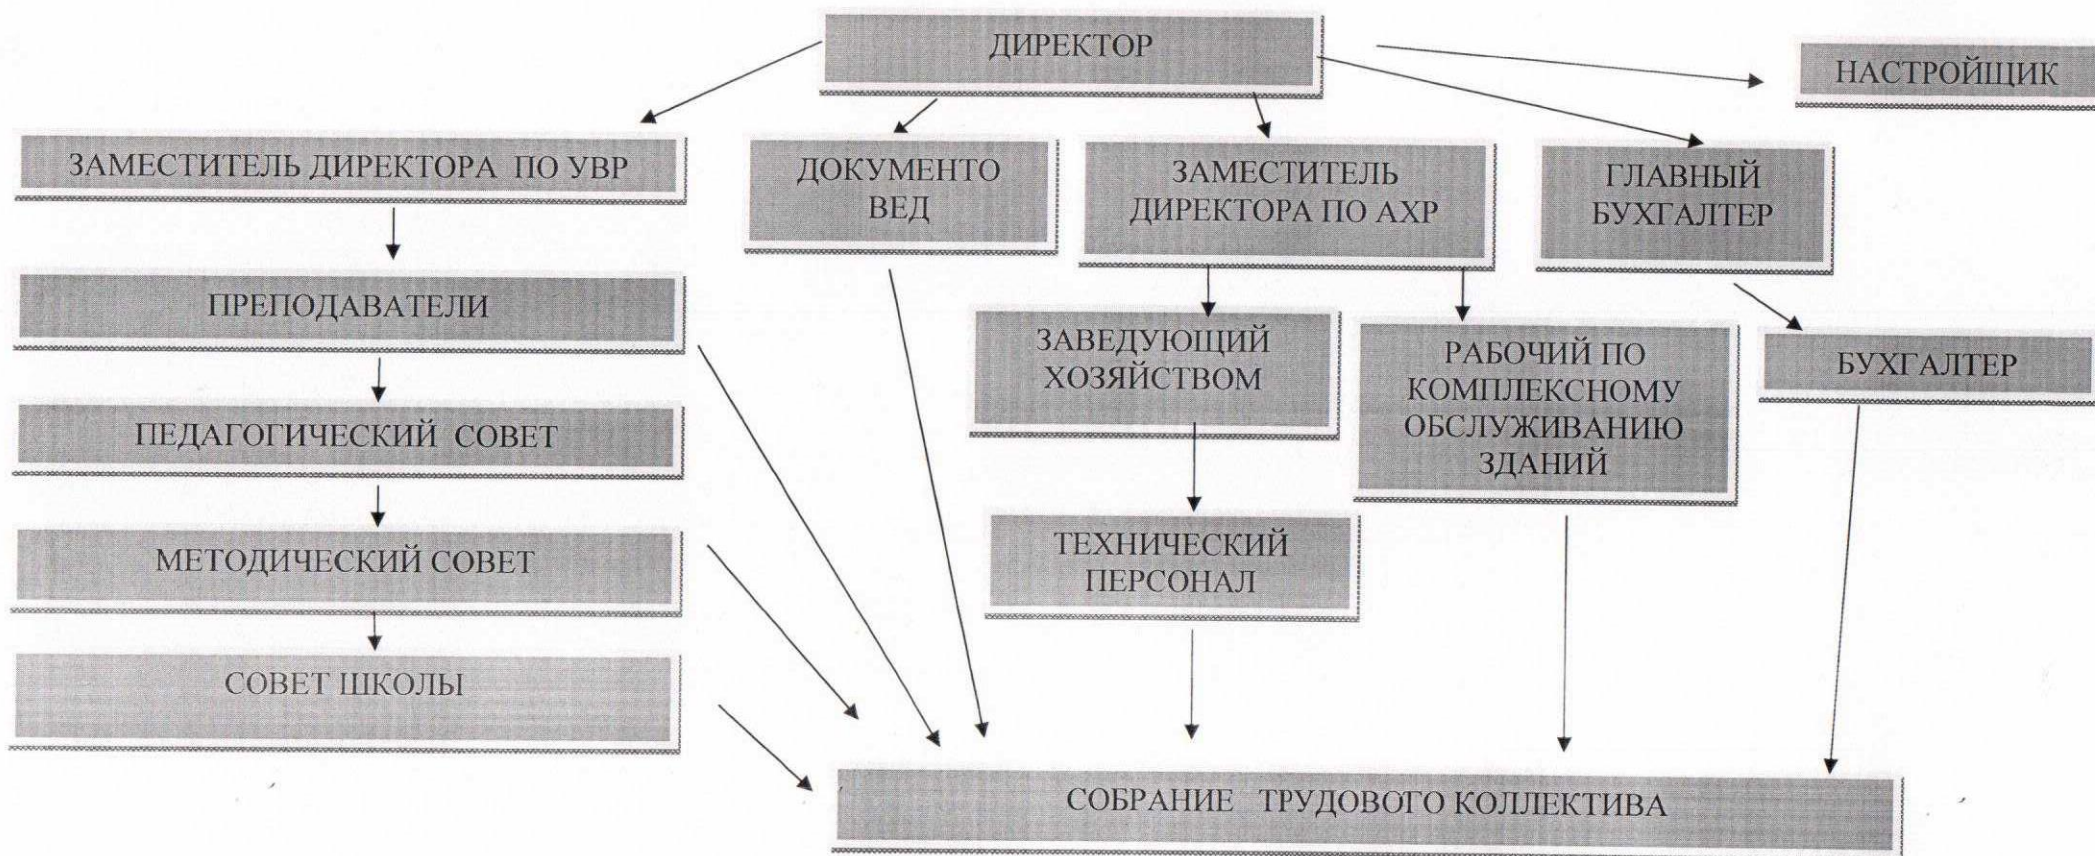 ДИРЕКТОР
НАСТРОЙЩИК
ЗАМЕСТИТЕЛЬ ДИРЕКТОРА ПО УВР
ДОКУМЕНТО
ВЕД
ЗАМЕСТИТЕЛЬ
ДИРЕКТОРА ПО АХР
ГЛАВНЫЙ
БУХГАЛТЕР
ПРЕПОДАВАТЕЛИ
ЗАВЕДУЮЩИЙ
ХОЗЯЙСТВОМ
РАБОЧИЙ ПО
КОМПЛЕКСНОМУ
ОБСЛУЖИВАНИЮ
ЗДАНИЙ
БУХГАЛТЕР
ПЕДАГОГИЧЕСКИЙ СОВЕТ
МЕТОДИЧЕСКИЙ СОВЕТ
ТЕХНИЧЕСКИЙ
ПЕРСОНАЛ
СОВЕТ ШКОЛЫ
СОБРАНИЕ ТРУДОВОГО КОЛЛЕКТИВА